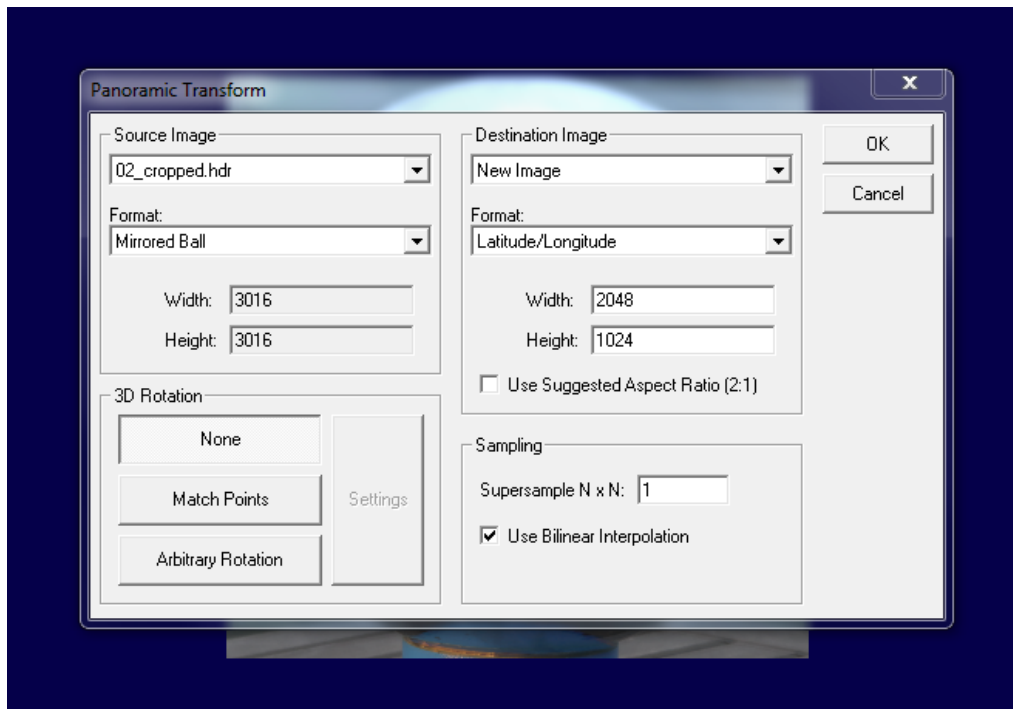 Panoramic Transform
X
Source Image
02_cropped.hdr
Format:
Mirrored Ball
Width: 3016
Height: 3016
3D Rotation
None
Match Points
Arbitrary Rotation
Settings
Destination Image
New Image
Format:
Latitude/Longitude
Width: 2048
Height: 1024
Use Suggested Aspect Ratio (2:1)
Sampling
Supersample N x N: 1
Use Bilinear Interpolation
OK
Cancel